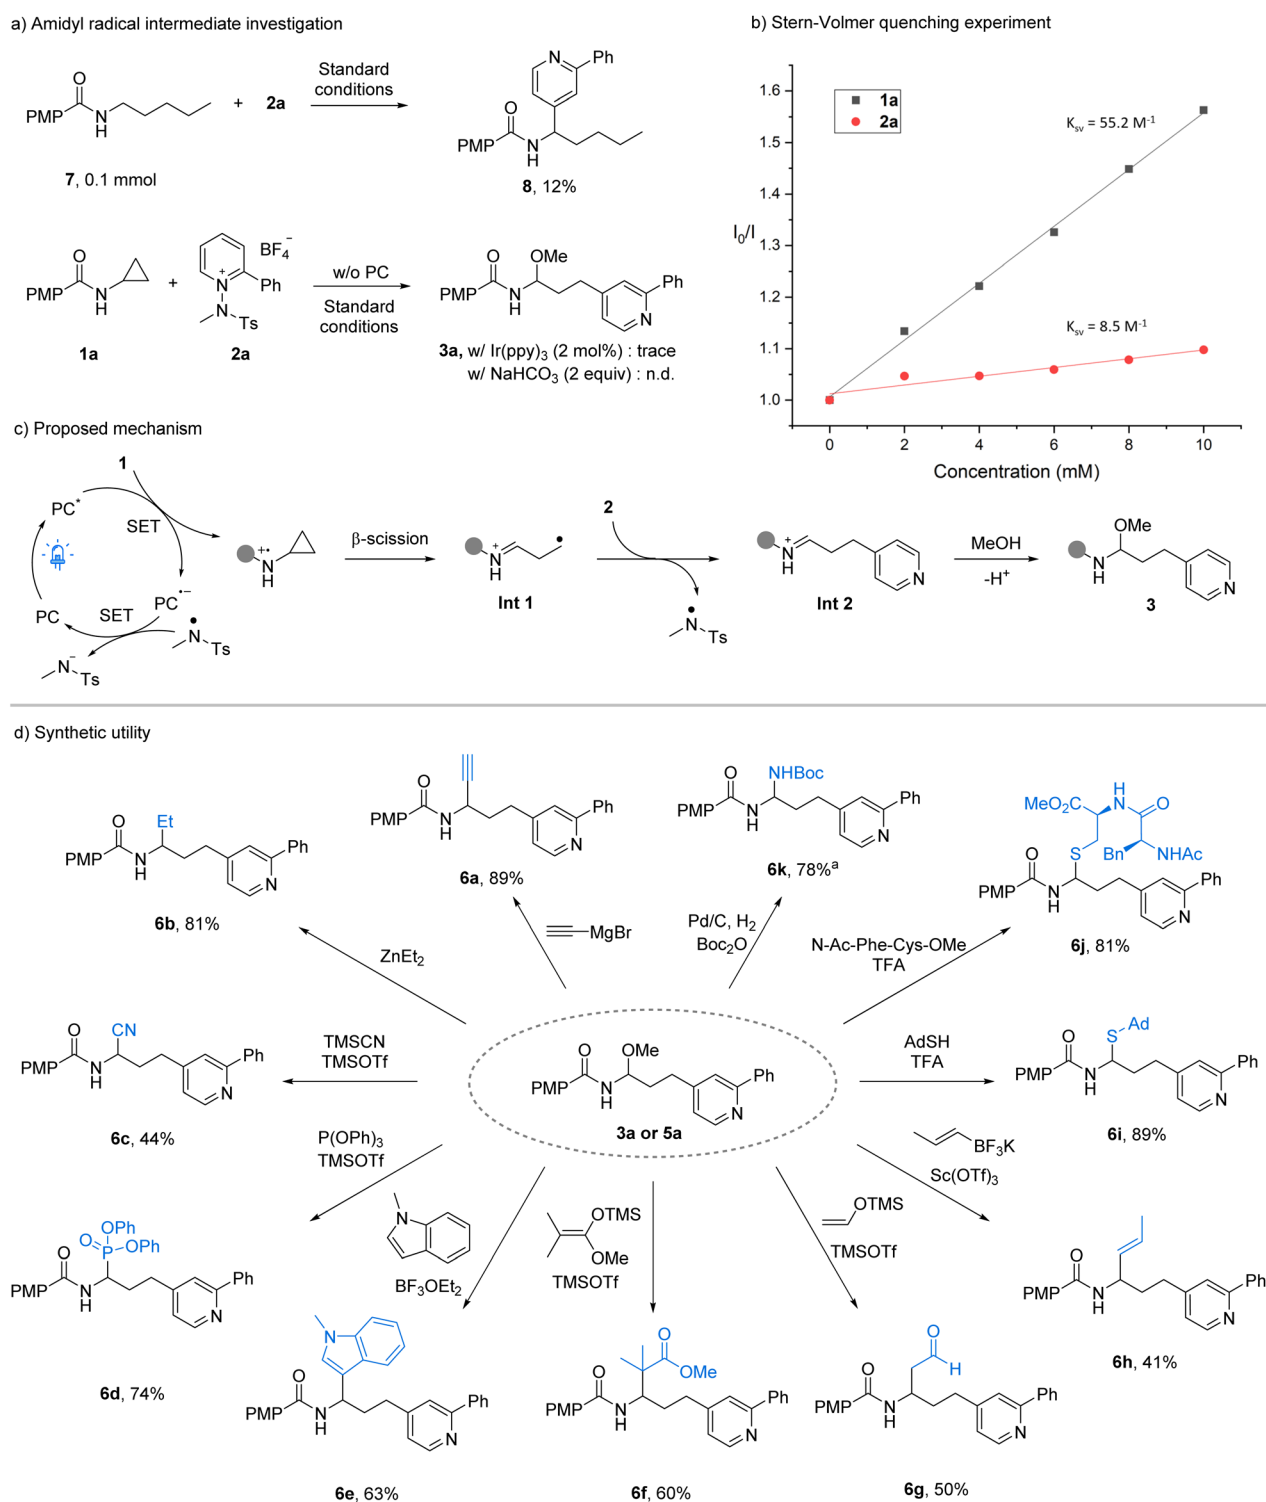 a) Amidyl radical intermediate investigation
O
PMP
N
H
7, 0.1 mmol
+
2a
Standard
conditions
N
Ph
O
PMP
N
H
8, 12%
O
PMP
N
H
1a
+
BF4−
N+
Ph
N
Ts
2a
w/o PC
Standard
conditions
O
OMe
PMP
N
H
Ph
N
3a, w/ Ir(ppy)3 (2 mol%) : trace
w/ NaHCO3 (2 equiv) : n.d.
b) Stern-Volmer quenching experiment
1a
2a
Ksv = 55.2 M-1
Ksv = 8.5 M-1
I0/I
1.6
1.5
1.4
1.3
1.2
1.1
1.0
0
2
4
6
8
10
Concentration (mM)
c) Proposed mechanism
1
PC*
SET
PC•−
SET
PC
N
Ts
N−
Ts
+•
N
H
β-scission
+
N
H
Int 1
2
N
Ts
+
N
H
N
Int 2
MeOH
-H+
OMe
N
H
N
3
d) Synthetic utility
Et
O
PMP
N
H
Ph
N
6b, 81%
ZnEt2
O
PMP
N
H
Ph
N
6a, 89%
MgBr
O
NHBoc
PMP
N
H
Ph
N
6k, 78%a
Pd/C, H2
Boc2O
H
N
MeO2C
O
S
Bn
NHAc
O
PMP
N
H
Ph
N
6j, 81%
N-Ac-Phe-Cys-OMe
TFA
O
CN
PMP
N
H
Ph
N
6c, 44%
TMSCN
TMSOTf
O
OMe
PMP
N
H
Ph
N
3a or 5a
AdSH
TFA
O
S
Ad
PMP
N
H
Ph
N
6i, 89%
P(OPh)3
TMSOTf
OPh
O
P
OPh
O
PMP
N
H
Ph
N
6d, 74%
N
BF3OEt2
N
O
PMP
N
H
Ph
N
6e, 63%
OTMS
OMe
TMSOTf
O
OMe
O
PMP
N
H
Ph
N
6f, 60%
OTMS
TMSOTf
O
H
O
PMP
N
H
Ph
N
6g, 50%
BF3K
Sc(OTf)3
O
PMP
N
H
Ph
N
6h, 41%